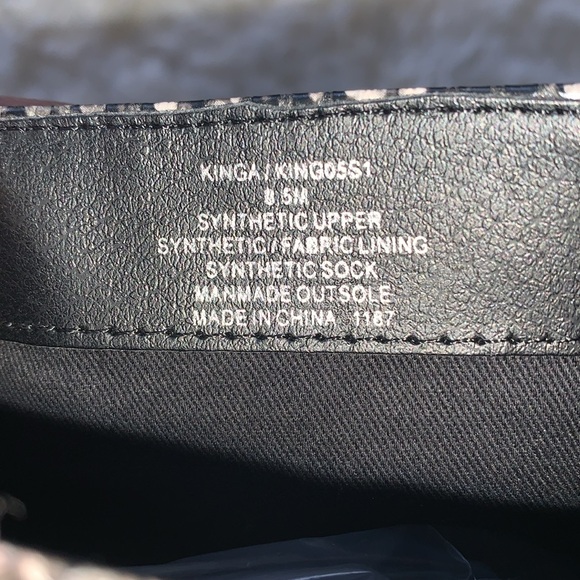 KINGA / KING05S1
8.5M
SYNTHETIC UPPER
SYNTHETIC / FABRIC LINING
SYNTHETIC SOCK
MANMADE OUTSOLE
MADE IN CHINA 1187